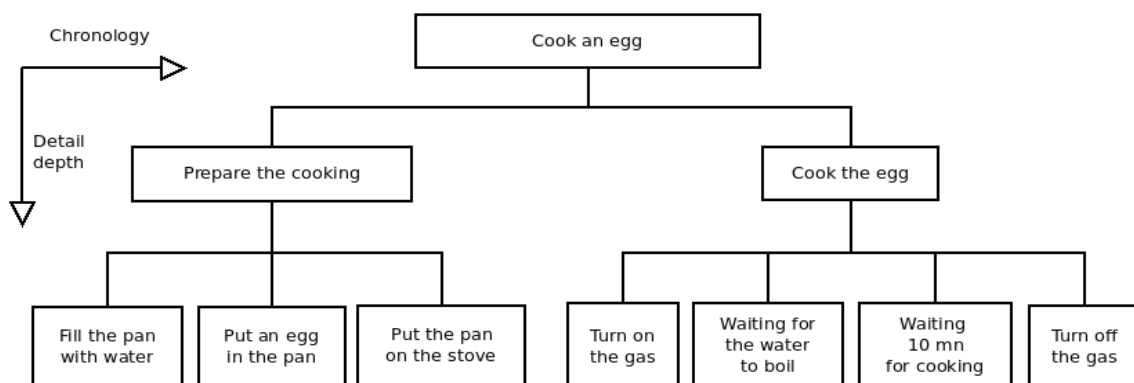 Chronology
Cook an egg
Detail
depth
Prepare the cooking
Cook the egg
Fill the pan
with water
Put an egg
in the pan
Put the pan
on the stove
Turn on
the gas
Waiting for
the water
to boil
Waiting
10 mn
for cooking
Turn off
the gas